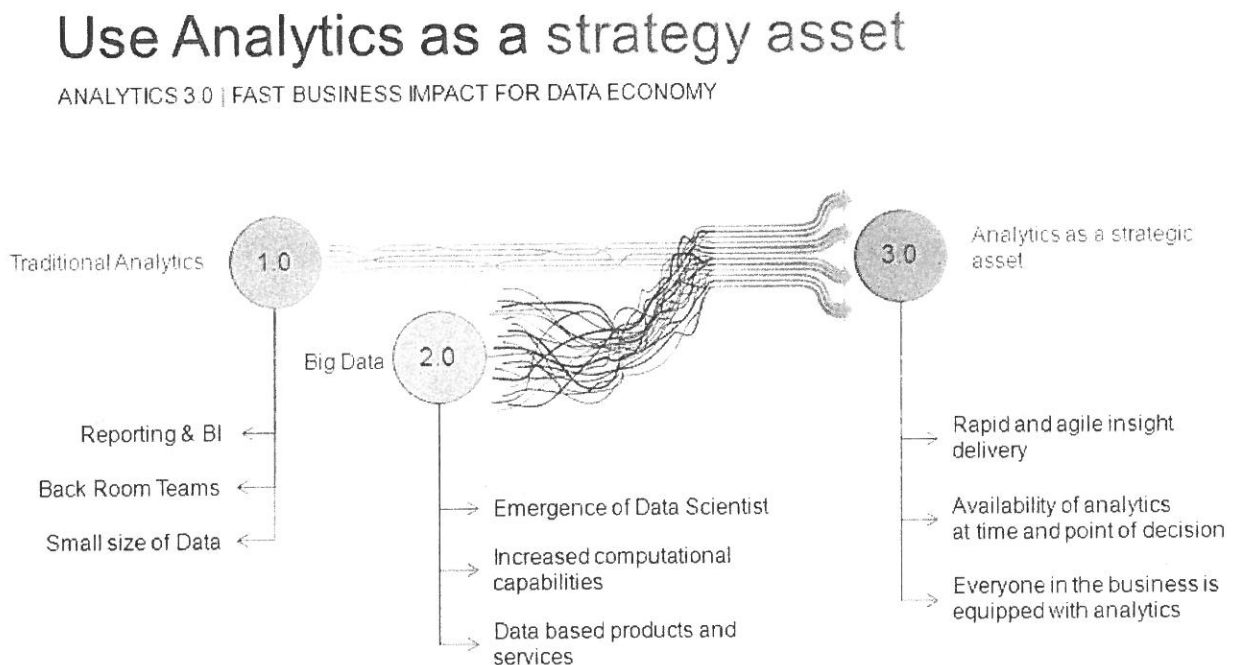 Use Analytics as a strategy asset
ANALYTICS 3.0 | FAST BUSINESS IMPACT FOR DATA ECONOMY
Traditional Analytics
1.0
Reporting & BI
Back Room Teams
Small size of Data
Big Data
2.0
Emergence of Data Scientist
Increased computational
capabilities
Data based products and
services
3.0
Analytics as a strategic
asset
Rapid and agile insight
delivery
Availability of analytics
at time and point of decision
Everyone in the business is
equipped with analytics